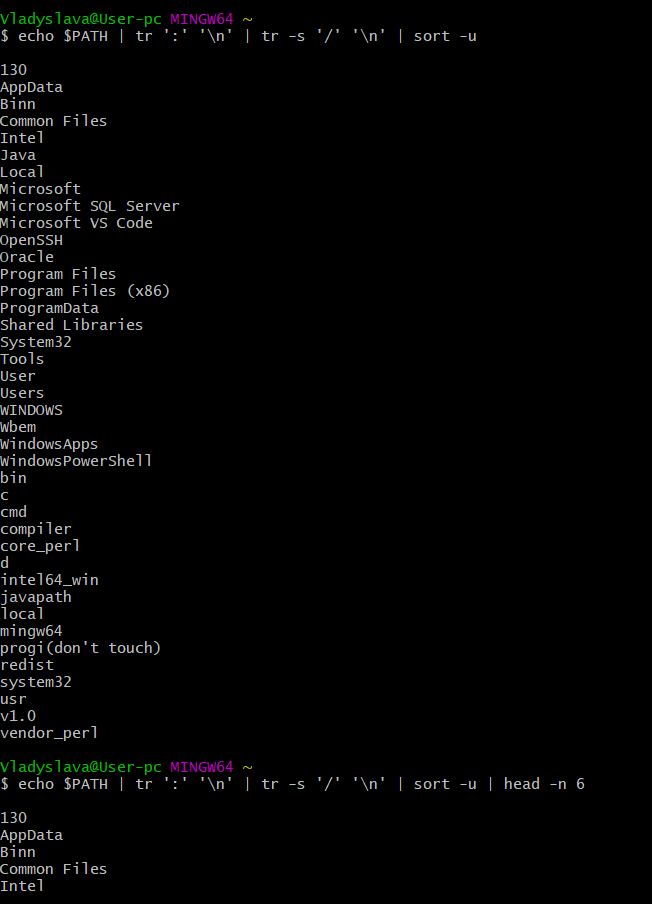 Vladyslava@User-pc MINGW64 ~
$ echo $PATH | tr ':' '\n' | tr -s '/' '\n' | sort -u

130
AppData
Binn
Common Files
Intel
Java
Local
Microsoft
Microsoft SQL Server
Microsoft VS Code
OpenSSH
Oracle
Program Files
Program Files (x86)
ProgramData
Shared Libraries
System32
Tools
User
Users
WINDOWS
Wbem
WindowsApps
WindowsPowerShell
bin
c
cmd
compiler
core_perl
d
intel64_win
javapath
local
mingw64
progi(don't touch)
redist
system32
usr
v1.0
vendor_perl

Vladyslava@User-pc MINGW64 ~
$ echo $PATH | tr ':' '\n' | tr -s '/' '\n' | sort -u | head -n 6

130
AppData
Binn
Common Files
Intel